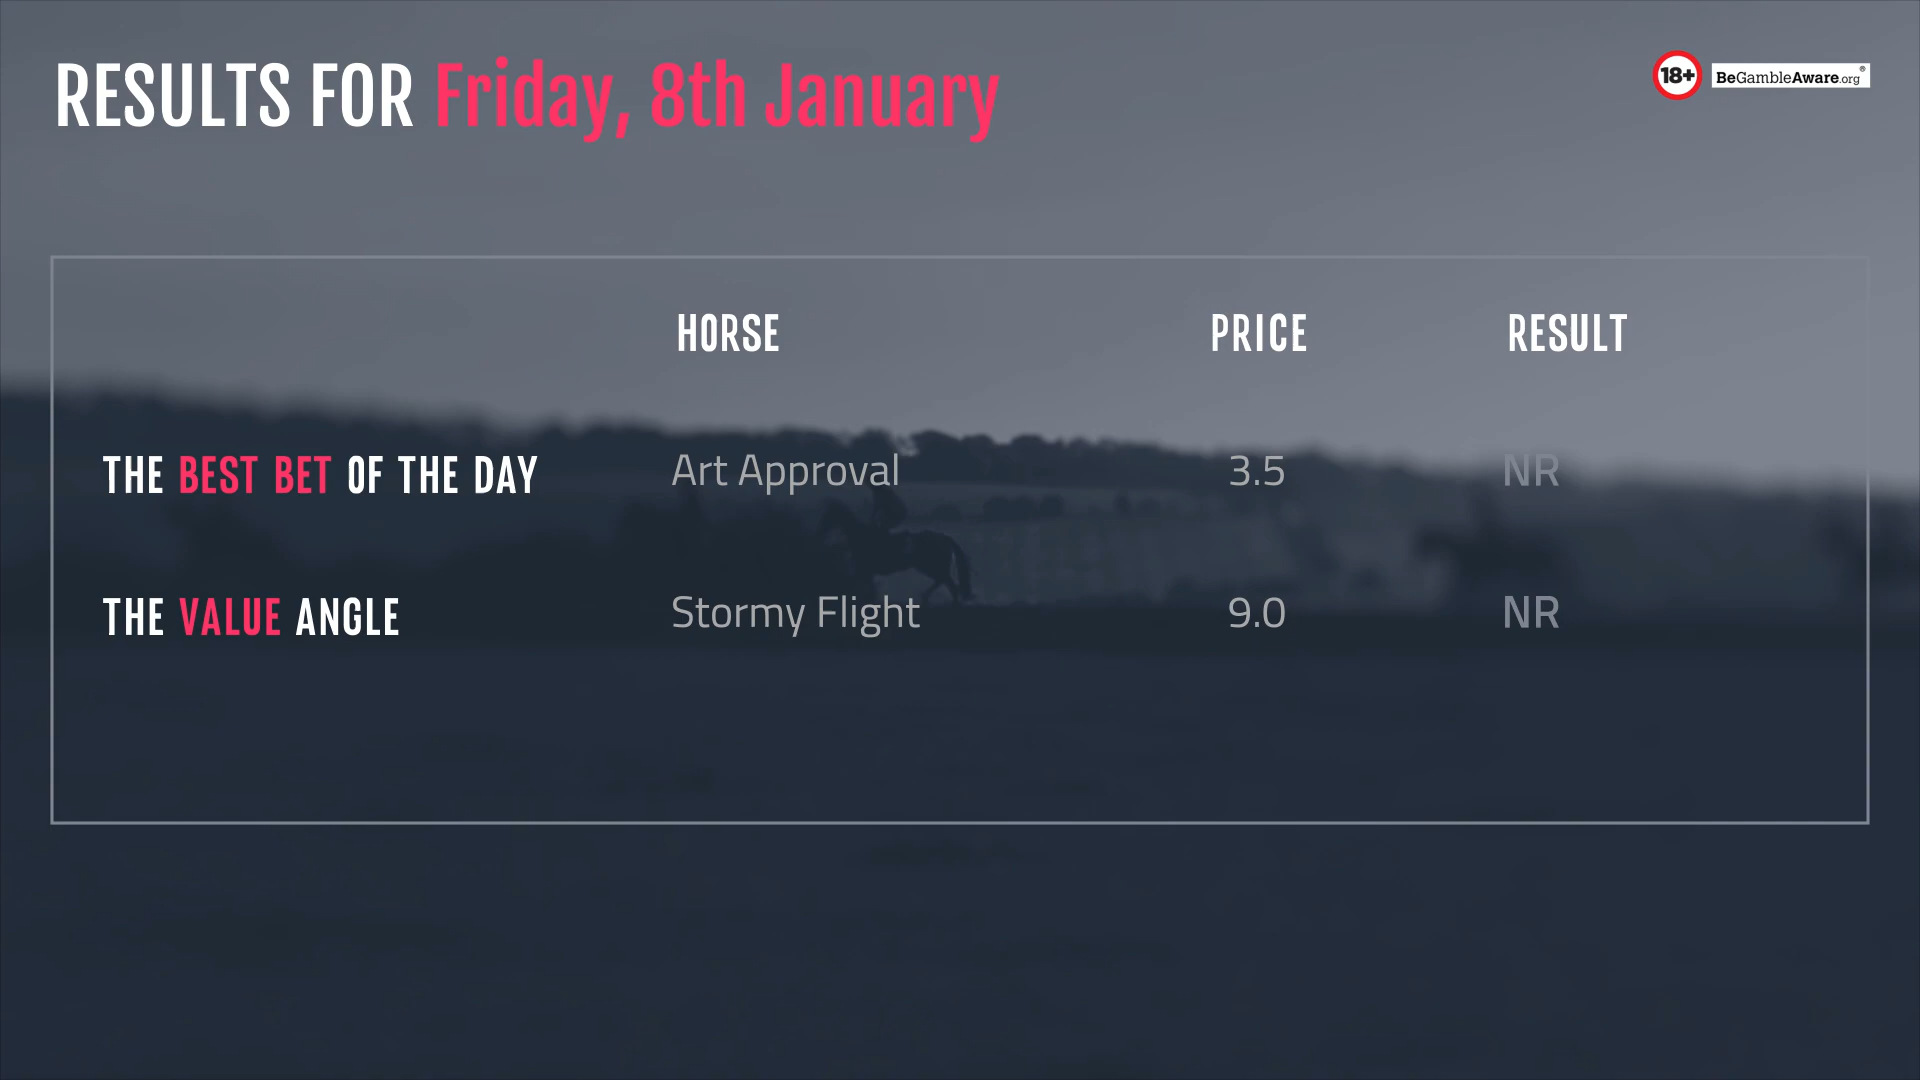 RESULTS FOR Friday, 8th January
18+ BeGambleAware.org®
HORSE PRICE RESULT
THE BEST BET OF THE DAY Art Approval 3.5 NR
THE VALUE ANGLE Stormy Flight 9.0 NR